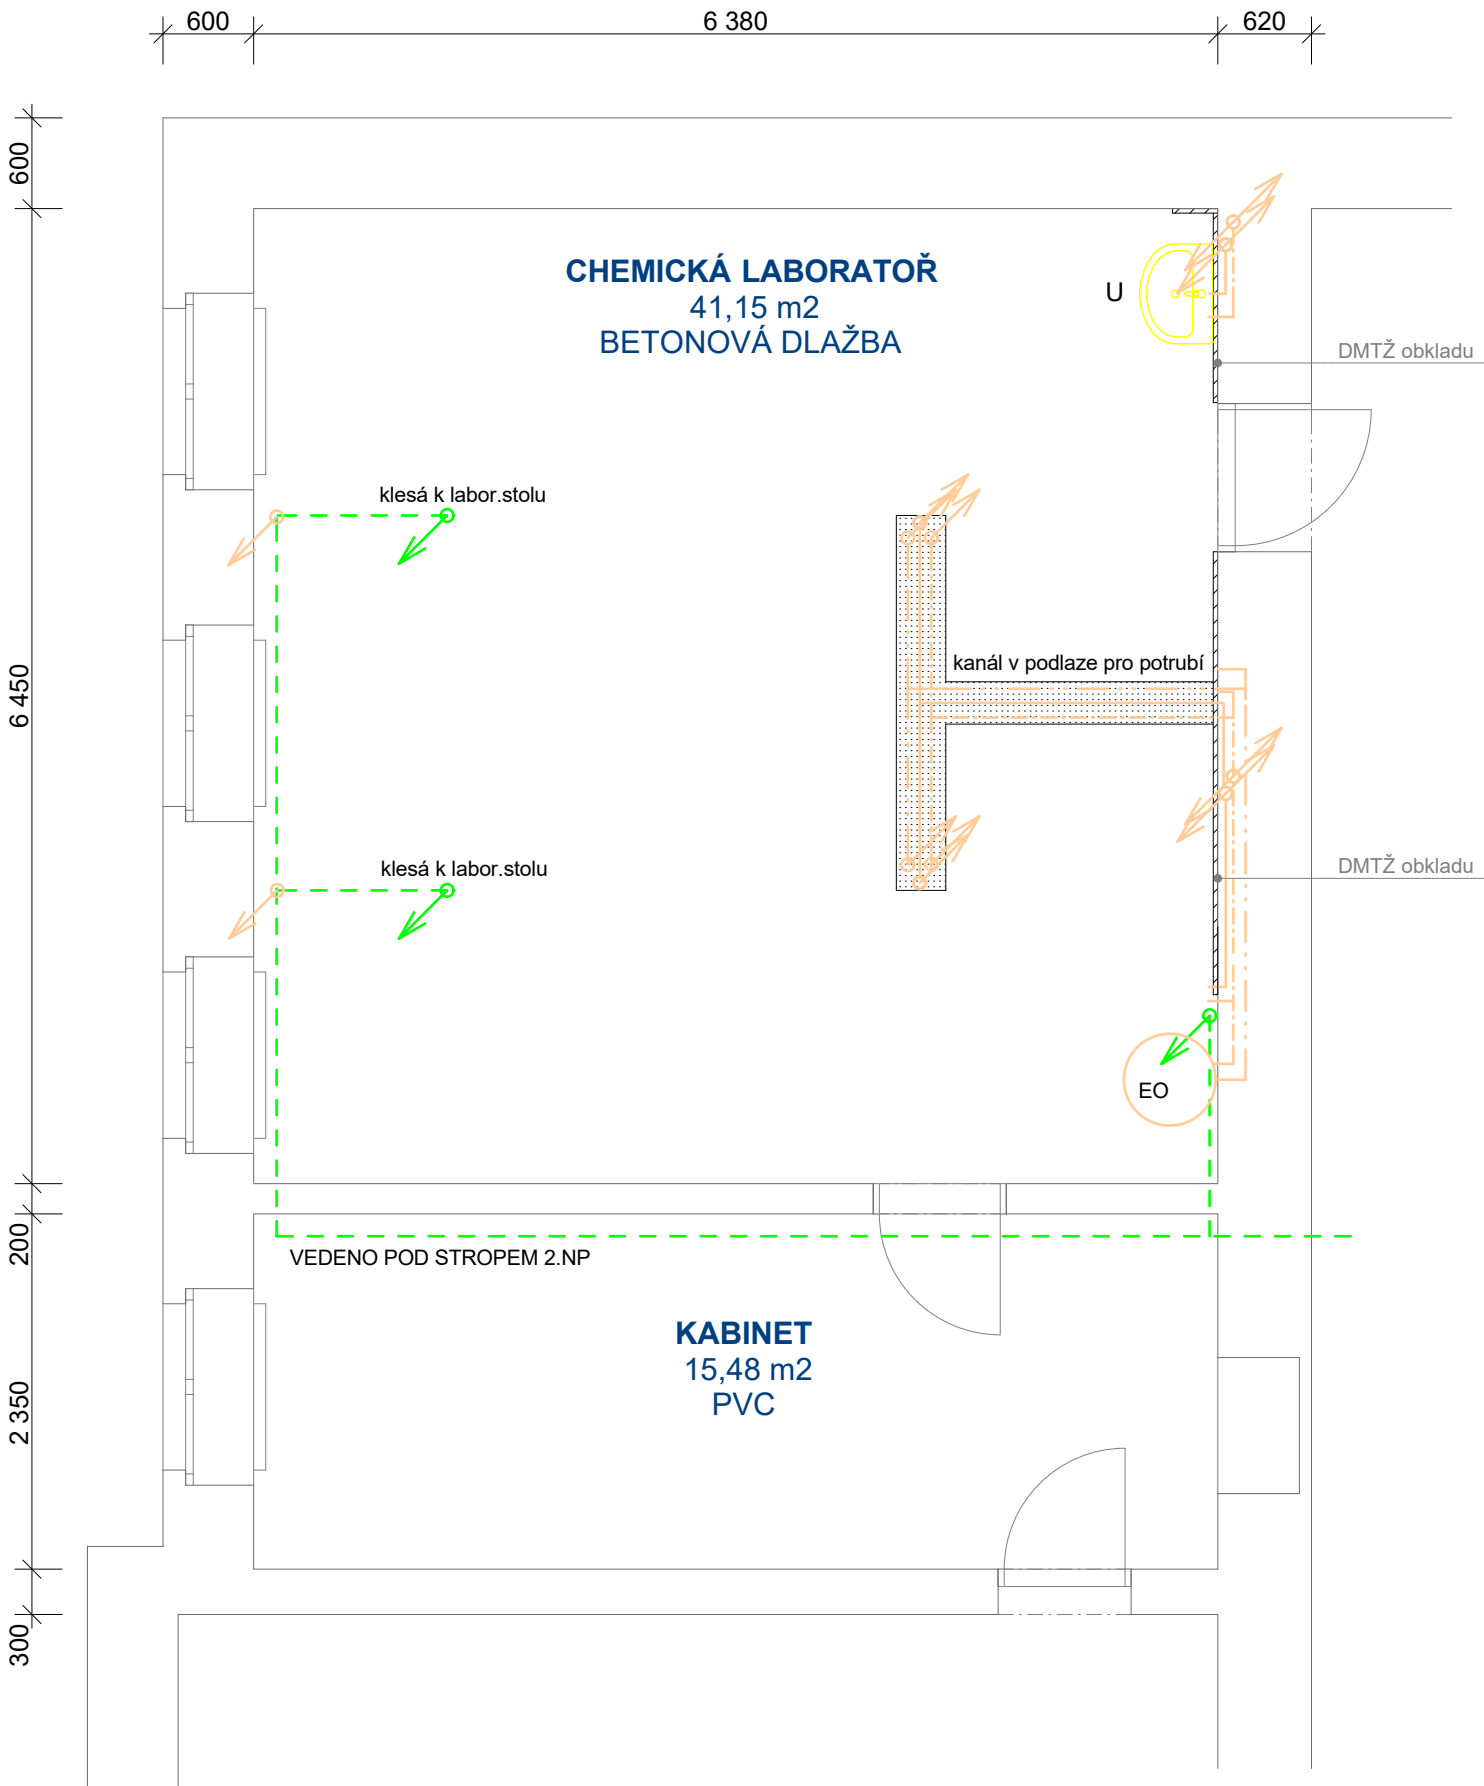 600
6 380
620
600
CHEMICKÁ LABORATOŘ
41,15 m2
BETONOVÁ DLAŽBA
U
DMTŽ obkladu
klesá k labor.stolu
kanál v podlaze pro potrubí
6 450
klesá k labor.stolu
DMTŽ obkladu
EO
200
VEDENO POD STROPEM 2.NP
KABINET
15,48 m2
PVC
2 350
300